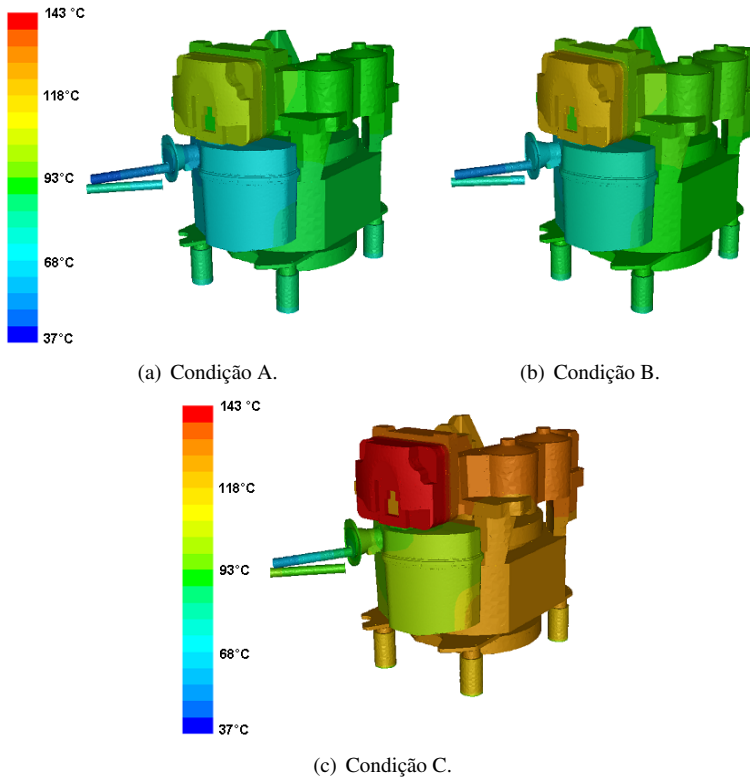 143 °C
118°C
93°C
68°C
37°C
(a) Condição A.
(b) Condição B.
143 °C
118°C
93°C
68°C
37°C
(c) Condição C.